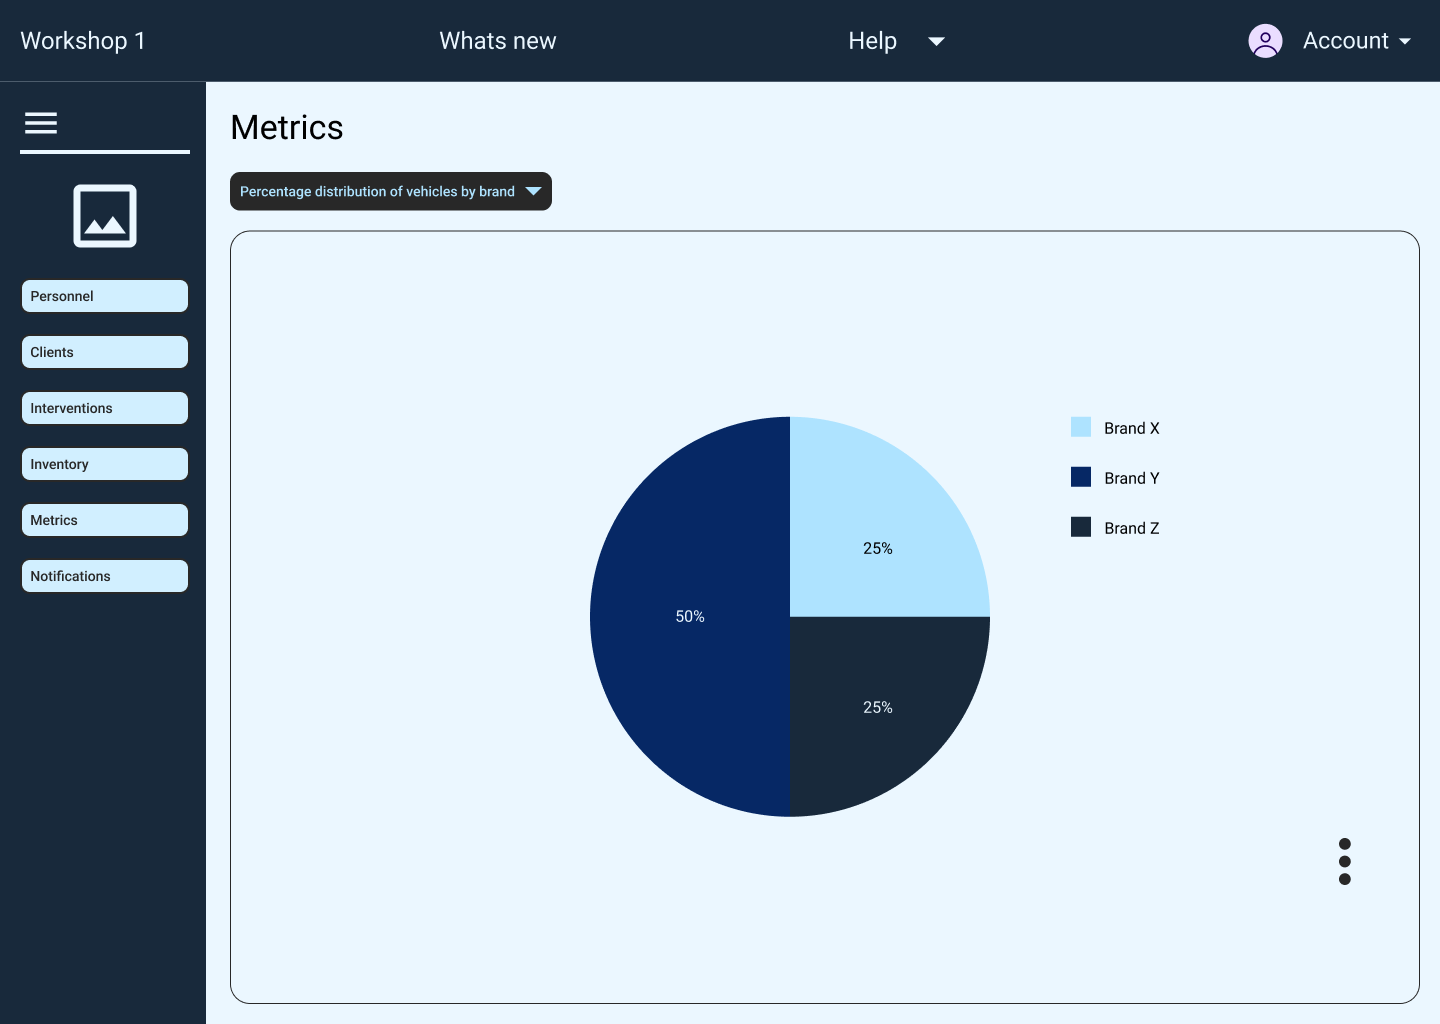 Workshop 1
Whats new
Help
Account
Metrics
Percentage distribution of vehicles by brand
Personnel
Clients
Interventions
Inventory
Metrics
Notifications
Brand X
Brand Y
Brand Z
25%
50%
25%